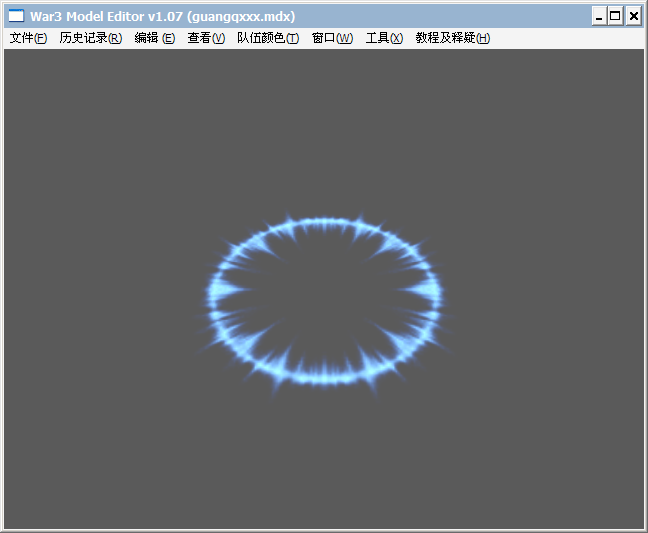 War3 Model Editor v1.07 (guangqxxx.mdx)
文件(F) 历史记录(R) 编辑 (E) 查看(V) 队伍颜色(T) 窗口(W) 工具(X) 教程及释疑(H)